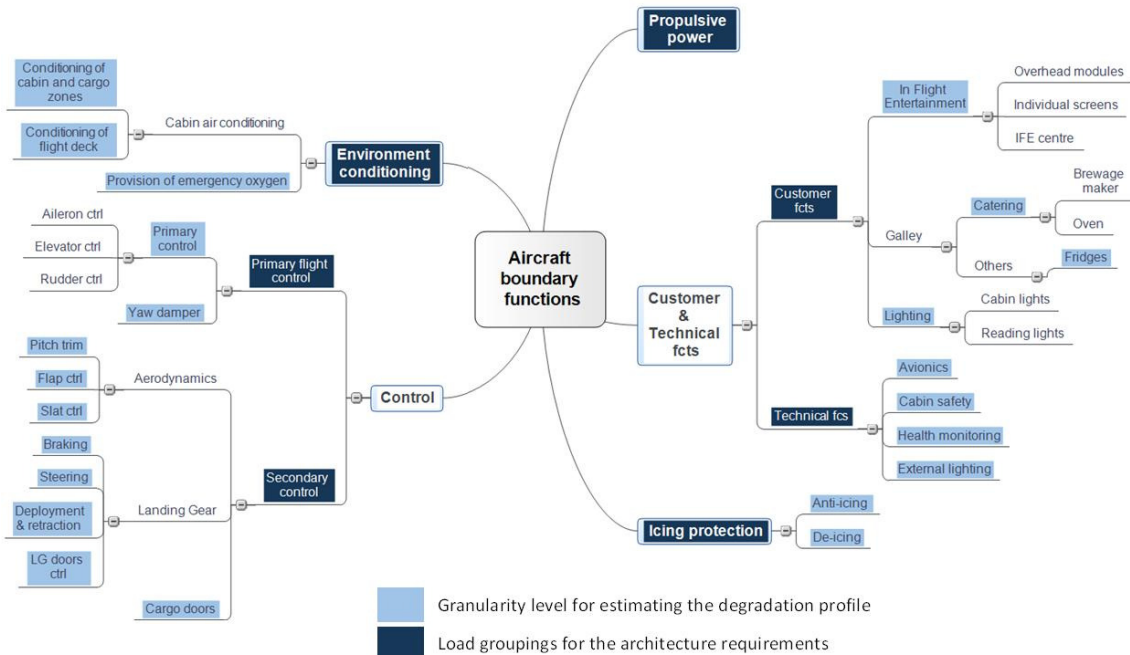 Aircraft
boundary
functions
Propulsive
power
Environment
conditioning
Cabin air conditioning
Conditioning of
cabin and cargo
zones
Conditioning of
flight deck
Provision of emergency oxygen
Control
Primary flight
control
Primary
control
Aileron ctrl
Elevator ctrl
Rudder ctrl
Yaw damper
Secondary
control
Aerodynamics
Pitch trim
Flap ctrl
Slat ctrl
Landing Gear
Braking
Steering
Deployment
& retraction
LG doors
ctrl
Cargo doors
Customer
&
Technical
fcts
Customer
fcts
In Flight
Entertainment
Overhead modules
Individual screens
IFE centre
Galley
Catering
Brewage
maker
Oven
Others
Fridges
Lighting
Cabin lights
Reading lights
Technical fcs
Avionics
Cabin safety
Health monitoring
External lighting
Icing protection
Anti-icing
De-icing
Granularity level for estimating the degradation profile
Load groupings for the architecture requirements